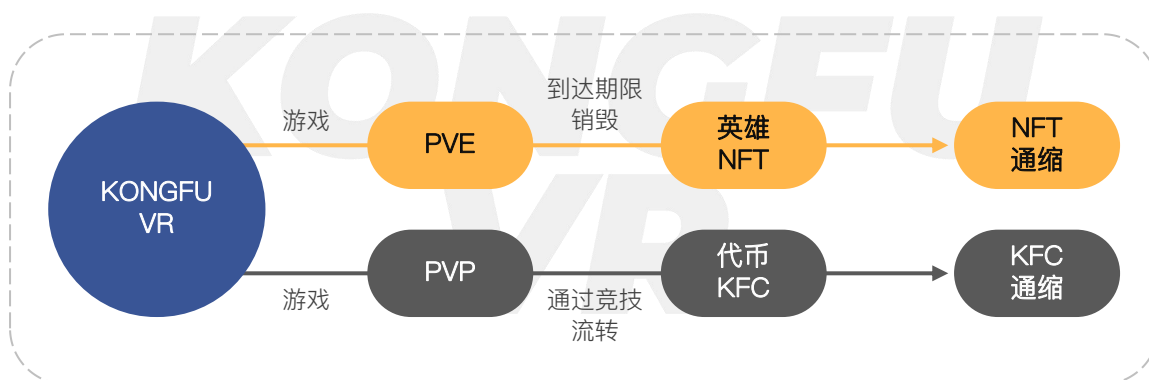 KONGFU
VR
KONGFU
VR
游戏
PVE
到达期限
销毁
英雄
NFT
NFT
通缩
游戏
PVP
通过竞技
流转
代币
KFC
KFC
通缩